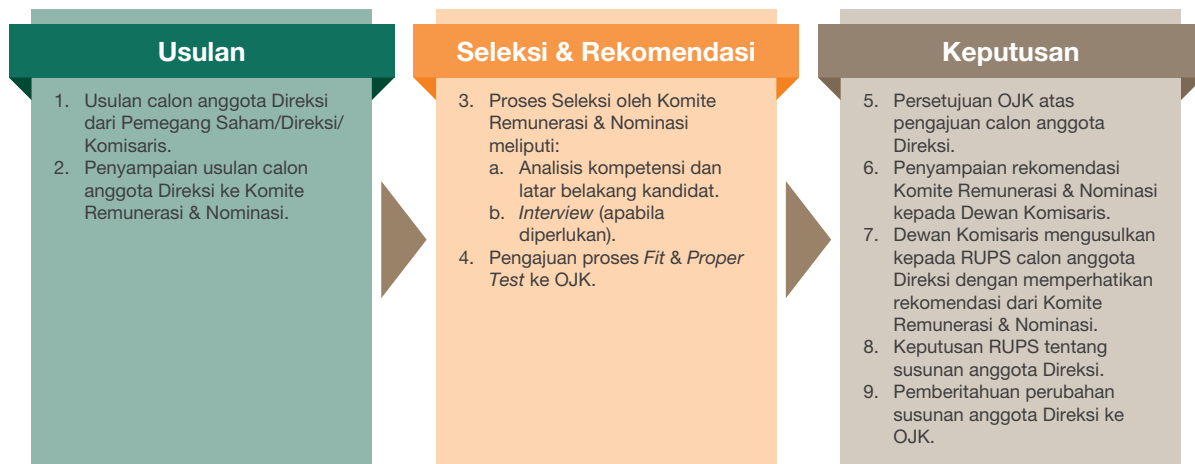 Usulan
1. Usulan calon anggota Direksi
dari Pemegang Saham/Direksi/
Komisaris.
2. Penyampaian usulan calon
anggota Direksi ke Komite
Remunerasi & Nominasi.
Seleksi & Rekomendasi
3. Proses Seleksi oleh Komite
Remunerasi & Nominasi
meliputi:
a. Analisis kompetensi dan
latar belakang kandidat.
b. Interview (apabila
diperlukan).
4. Pengajuan proses Fit & Proper
Test ke OJK.
Keputusan
5. Persetujuan OJK atas
pengajuan calon anggota
Direksi.
6. Penyampaian rekomendasi
Komite Remunerasi & Nominasi
kepada Dewan Komisaris.
7. Dewan Komisaris mengusulkan
kepada RUPS calon anggota
Direksi dengan memperhatikan
rekomendasi dari Komite
Remunerasi & Nominasi.
8. Keputusan RUPS tentang
susunan anggota Direksi.
9. Pemberitahuan perubahan
susunan anggota Direksi ke
OJK.